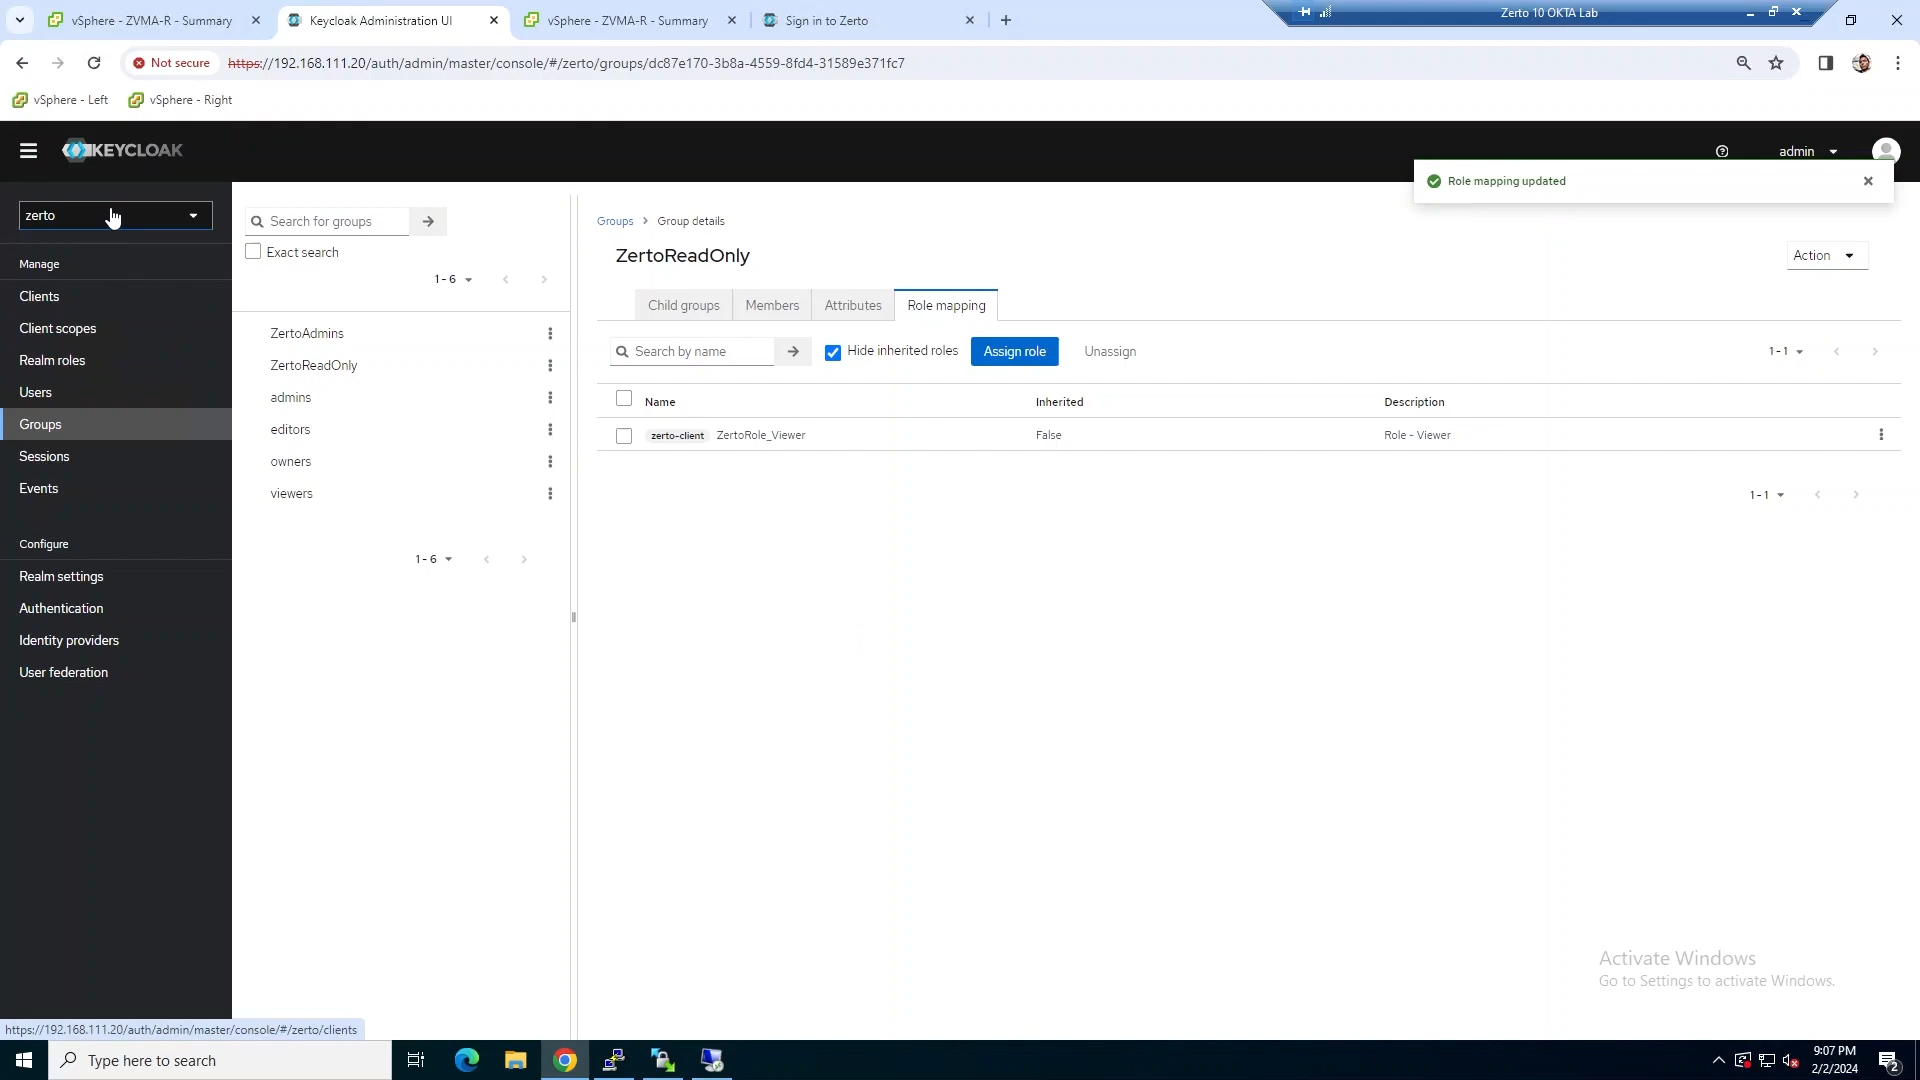 vSphere - ZVMA-R - Summary
Keycloak Administration UI
vSphere - ZVMA-R - Summary
Sign in to Zerto
Zerto 10 OKTA Lab
Not secure
https://192.168.111.20/auth/admin/master/console/#/zerto/groups/dc87e170-3b8a-4559-8fd4-31589e371fc7
vSphere - Left
vSphere - Right
KEYCLOAK
admin
Role mapping updated
zerto
Manage
Clients
Client scopes
Realm roles
Users
Groups
Sessions
Events
Configure
Realm settings
Authentication
Identity providers
User federation
Search for groups
Exact search
1 - 6
ZertoAdmins
ZertoReadOnly
admins
editors
owners
viewers
1 - 6
Groups
Group details
ZertoReadOnly
Action
Child groups
Members
Attributes
Role mapping
Search by name
Hide inherited roles
Assign role
Unassign
1 - 1
Name
Inherited
Description
zerto-client ZertoRole_Viewer
False
Role - Viewer
1 - 1
Activate Windows
Go to Settings to activate Windows.
https://192.168.111.20/auth/admin/master/console/#/zerto/clients
Type here to search
9:07 PM
2/2/2024
2